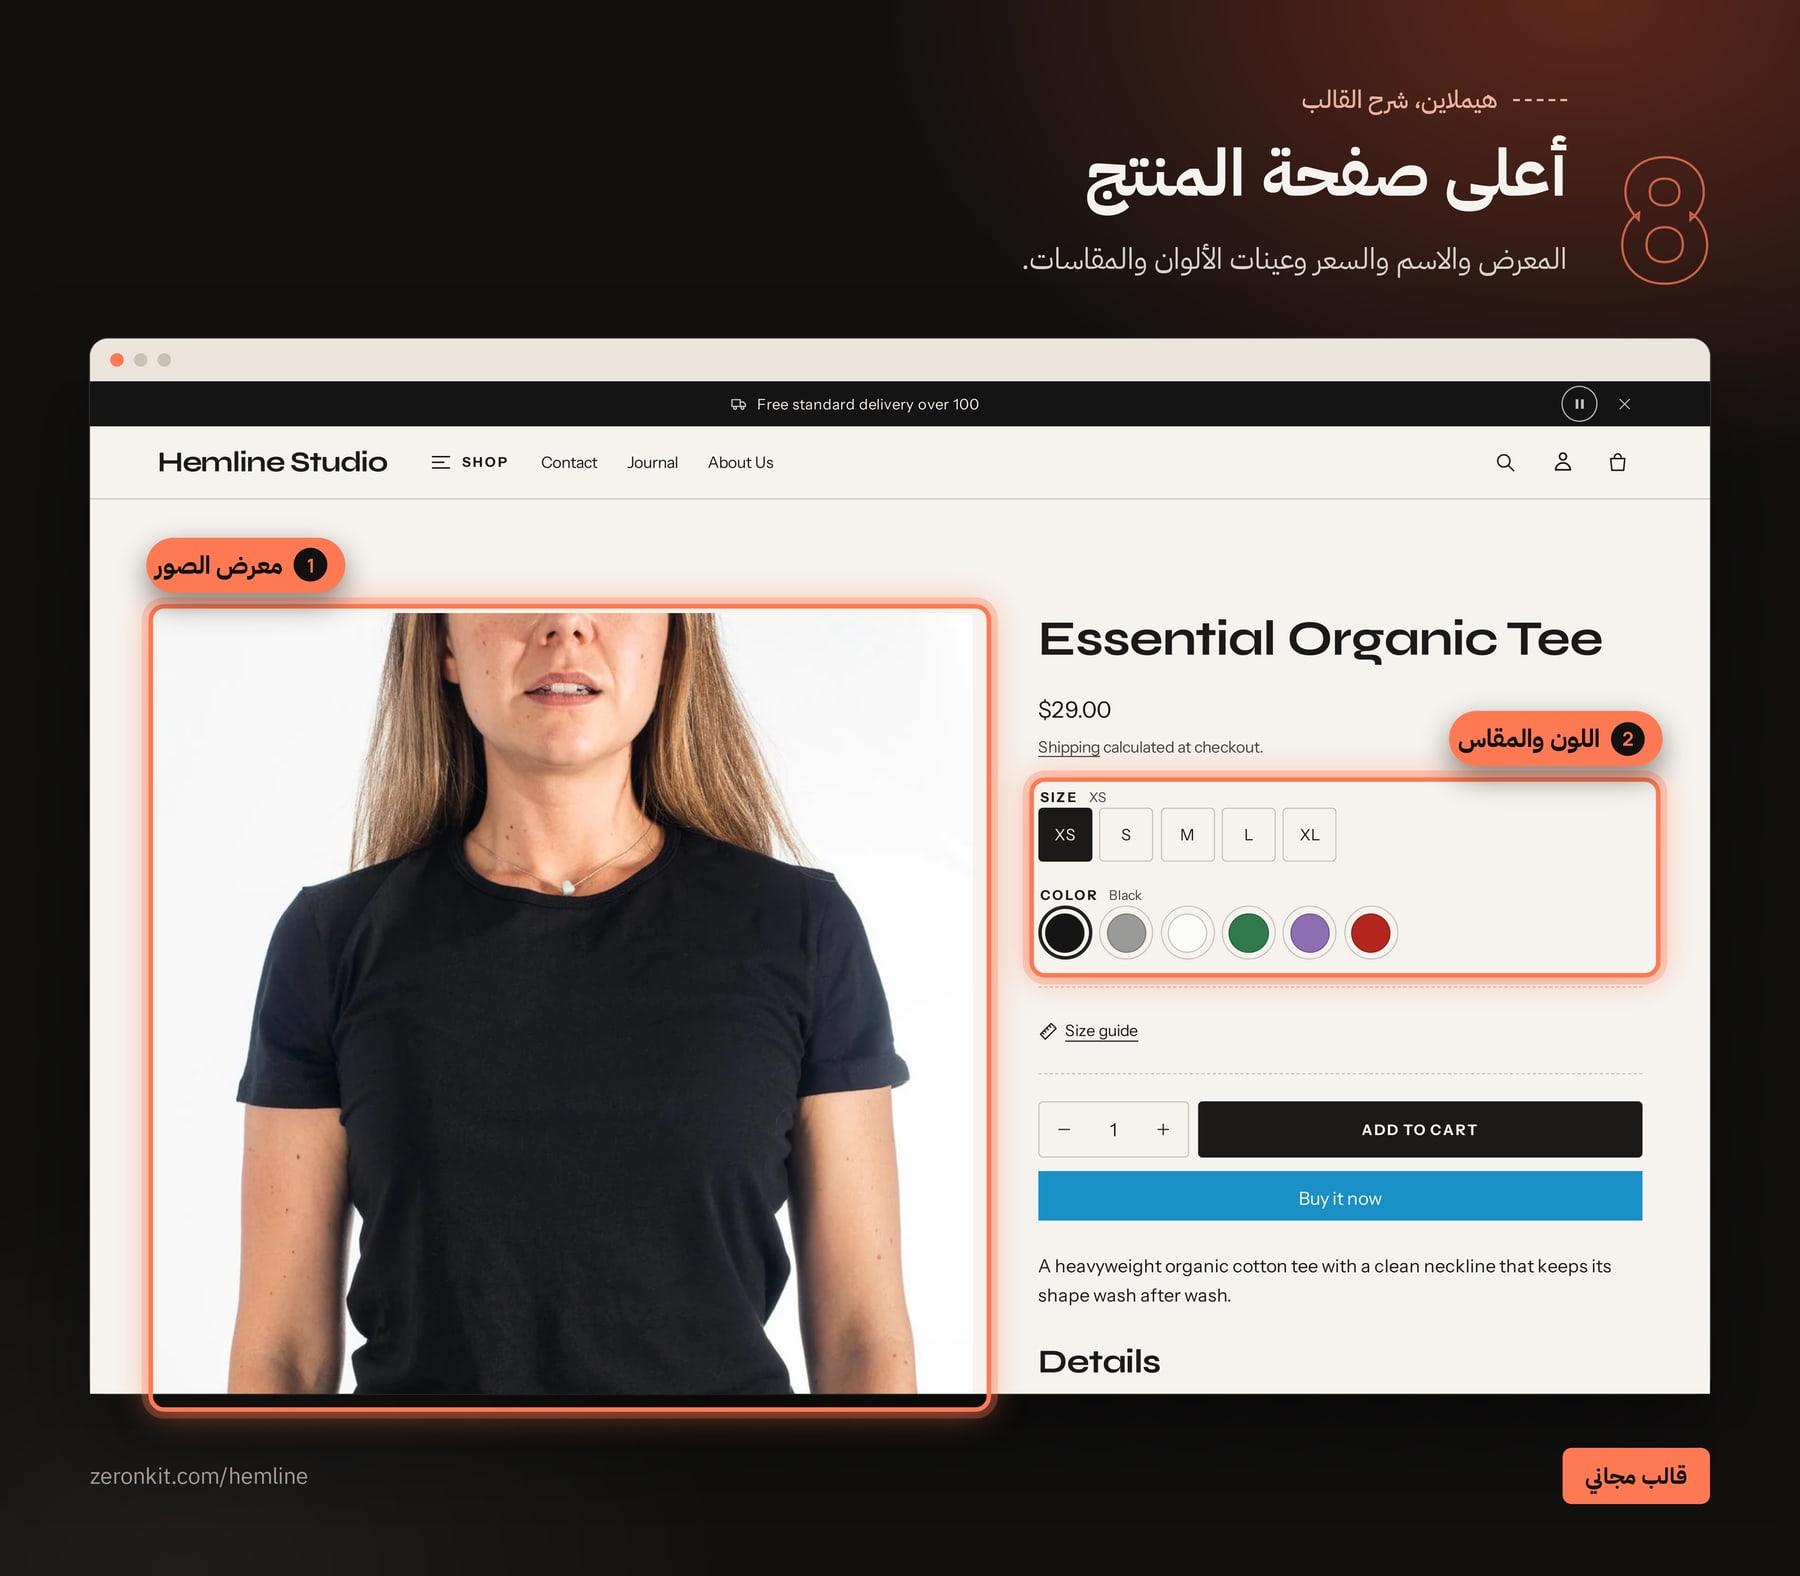 هيملاين، شرح القالب
8
أعلى صفحة المنتج
المعرض والاسم والسعر وعينات الألوان والمقاسات.
Free standard delivery over 100
Hemline Studio SHOP Contact Journal About Us
1 معرض الصور
Essential Organic Tee
$29.00
2 اللون والمقاس
Shipping calculated at checkout.
SIZE XS
XS S M L XL
COLOR Black
Size guide
− 1 + ADD TO CART
Buy it now
A heavyweight organic cotton tee with a clean neckline that keeps its
shape wash after wash.
Details
zeronkit.com/hemline
قالب مجاني